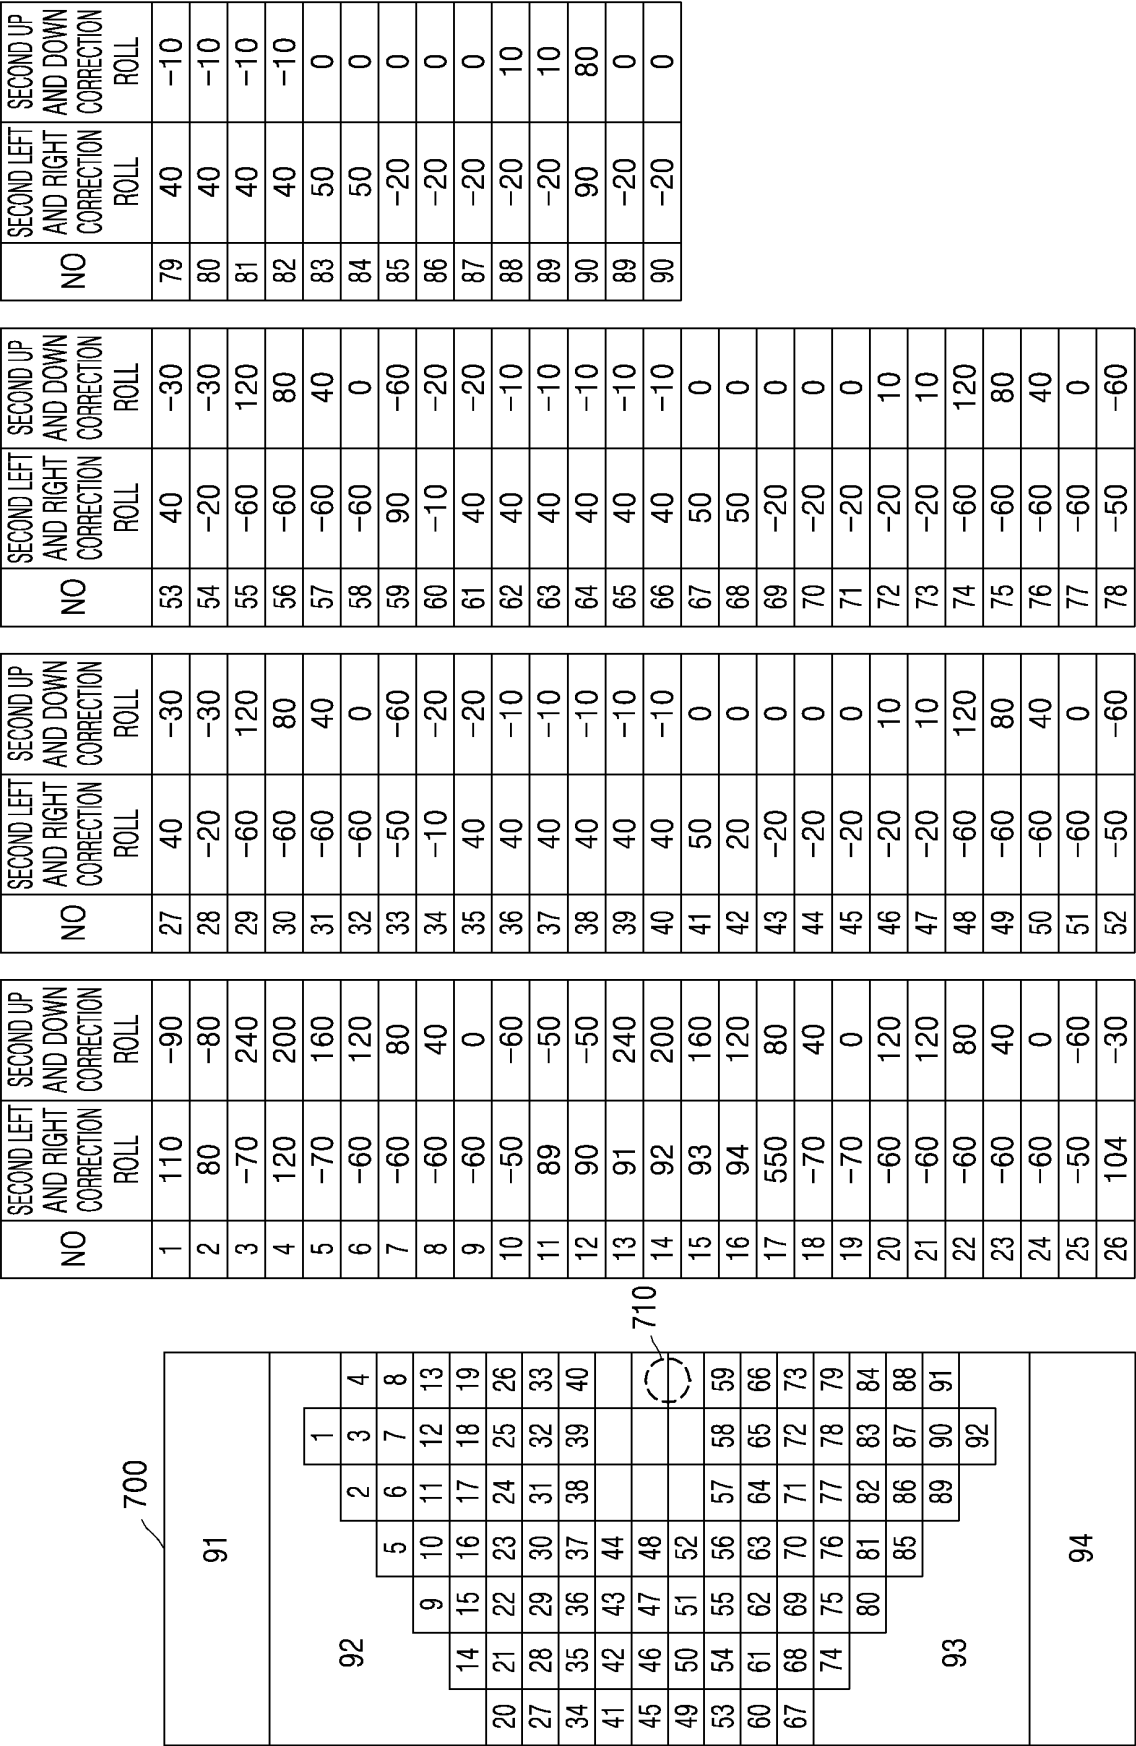 700
91
1
2 3 4
92
5 6 7 8
9 10 11 12 13
14 15 16 17 18 19
20 21 22 23 24 25 26
27 28 29 30 31 32 33
34 35 36 37 38 39 40
41 42 43 44
45 46 47 48
710
49 50 51 52
53 54 55 56 57 58 59
60 61 62 63 64 65 66
67 68 69 70 71 72 73
74 75 76 77 78 79
80 81 82 83 84
85 86 87 88
93
89 90 91
92
94
NO
SECOND LEFT
AND RIGHT
CORRECTION
ROLL
SECOND UP
AND DOWN
CORRECTION
ROLL
1 110 -90
2 80 -80
3 -70 240
4 120 200
5 -70 160
6 -60 120
7 -60 80
8 -60 40
9 -60 0
10 -50 -60
11 89 -50
12 90 -50
13 91 240
14 92 200
15 93 160
16 94 120
17 550 80
18 -70 40
19 -70 0
20 -60 120
21 -60 120
22 -60 80
23 -60 40
24 -60 0
25 -50 -60
26 104 -30
NO
SECOND LEFT
AND RIGHT
CORRECTION
ROLL
SECOND UP
AND DOWN
CORRECTION
ROLL
27 40 -30
28 -20 -30
29 -60 120
30 -60 80
31 -60 40
32 -60 0
33 -50 -60
34 -10 -20
35 40 -20
36 40 -10
37 40 -10
38 40 -10
39 40 -10
40 40 -10
41 50 0
42 20 0
43 -20 0
44 -20 0
45 -20 0
46 -20 10
47 -20 10
48 -60 120
49 -60 80
50 -60 40
51 -60 0
52 -50 -60
NO
SECOND LEFT
AND RIGHT
CORRECTION
ROLL
SECOND UP
AND DOWN
CORRECTION
ROLL
53 40 -30
54 -20 -30
55 -60 120
56 -60 80
57 -60 40
58 -60 0
59 90 -60
60 -10 -20
61 40 -20
62 40 -10
63 40 -10
64 40 -10
65 40 -10
66 40 -10
67 50 0
68 50 0
69 -20 0
70 -20 0
71 -20 0
72 -20 10
73 -20 10
74 -60 120
75 -60 80
76 -60 40
77 -60 0
78 -50 -60
NO
SECOND LEFT
AND RIGHT
CORRECTION
ROLL
SECOND UP
AND DOWN
CORRECTION
ROLL
79 40 -10
80 40 -10
81 40 -10
82 40 -10
83 50 0
84 50 0
85 -20 0
86 -20 0
87 -20 0
88 -20 10
89 -20 10
90 90 80
89 -20 0
90 -20 0